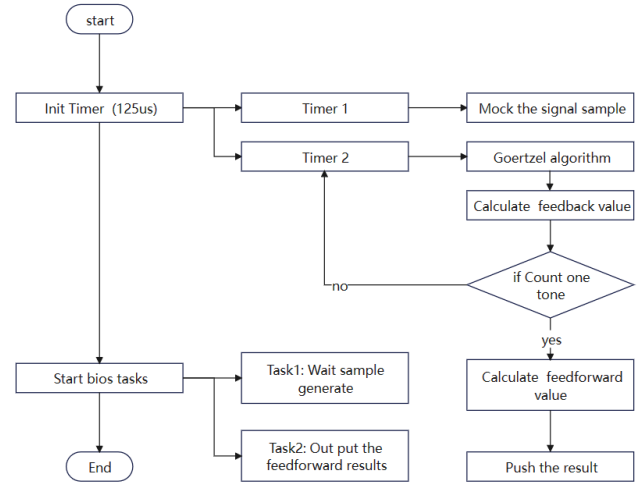 start
Init Timer (125us)
Timer 1
Mock the signal sample
Timer 2
Goertzel algorithm
Calculate feedback value
if Count one
tone
no
yes
Start bios tasks
Task1: Wait sample
generate
Calculate feedforward
value
Task2: Out put the
feedforward results
End
Push the result